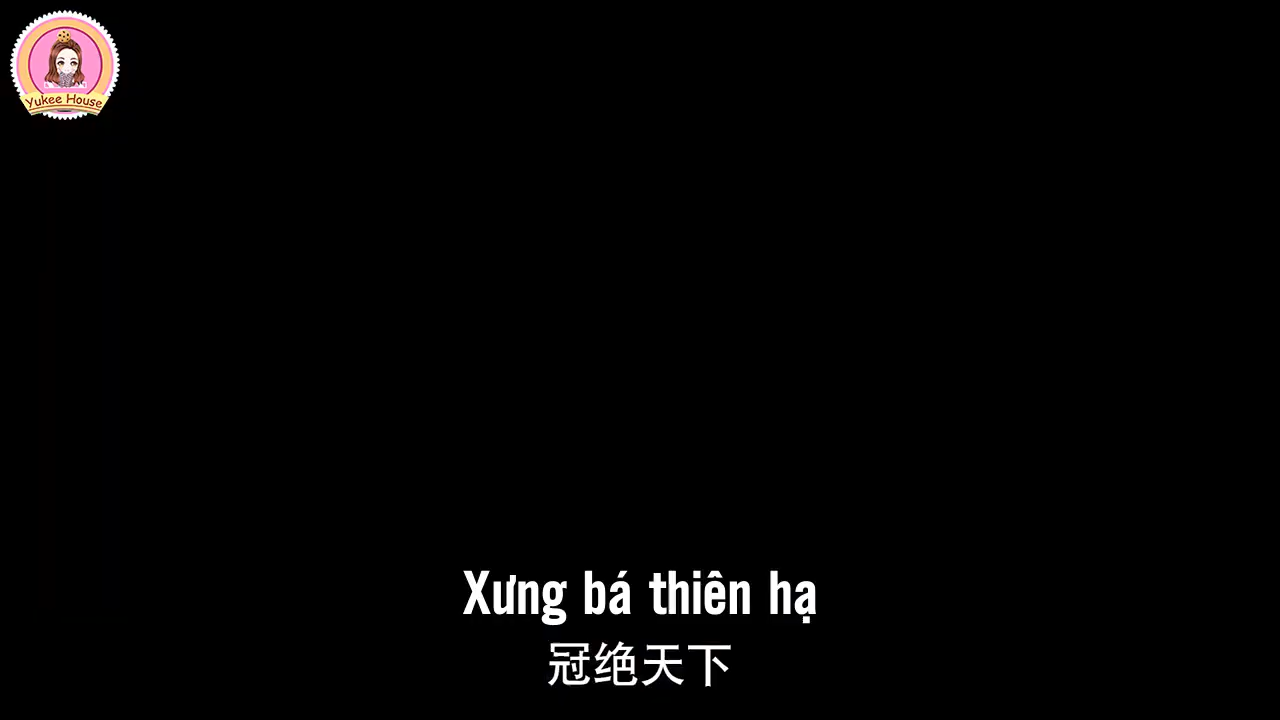 Yukee House
Xưng bá thiên hạ
冠绝天下